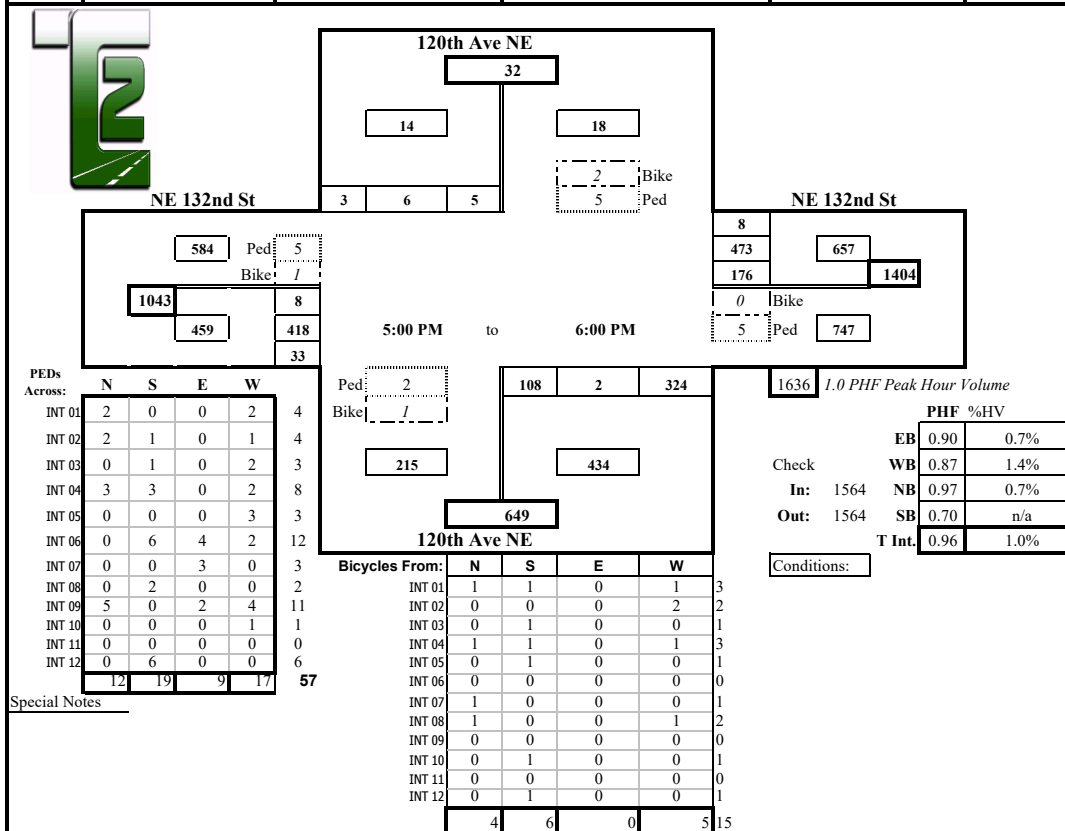 T2
120th Ave NE
32
14 18
2 Bike
5 Ped
NE 132nd St 3 6 5 NE 132nd St
8
584 Ped 5 473 657
Bike 1 176 1404
1043 8 0 Bike
459 418 5:00 PM to 6:00 PM 5 Ped 747
33
PEDs
Across: N S E W Ped 2 108 2 324 1636 1.0 PHF Peak Hour Volume
INT 01 2 0 0 2 4 Bike 1 PHF %HV
INT 02 2 1 0 1 4 EB 0.90 0.7%
INT 03 0 1 0 2 3 215 434 Check WB 0.87 1.4%
INT 04 3 3 0 2 8 In: 1564 NB 0.97 0.7%
INT 05 0 0 0 3 3 649 Out: 1564 SB 0.70 n/a
INT 06 0 6 4 2 12 120th Ave NE T Int. 0.96 1.0%
INT 07 0 0 3 0 3 Bicycles From: N S E W Conditions:
INT 08 0 2 0 0 2 INT 01 1 1 0 1 3
INT 09 5 0 2 4 11 INT 02 0 0 0 2 2
INT 10 0 0 0 1 1 INT 03 0 1 0 0 1
INT 11 0 0 0 0 0 INT 04 1 1 0 1 3
INT 12 0 6 0 0 6 INT 05 0 1 0 0 1
12 19 9 17 57 INT 06 0 0 0 0 0
Special Notes INT 07 1 0 0 0 1
INT 08 1 0 0 1 2
INT 09 0 0 0 0 0
INT 10 0 1 0 0 1
INT 11 0 0 0 0 0
INT 12 0 1 0 0 1
4 6 0 5 15